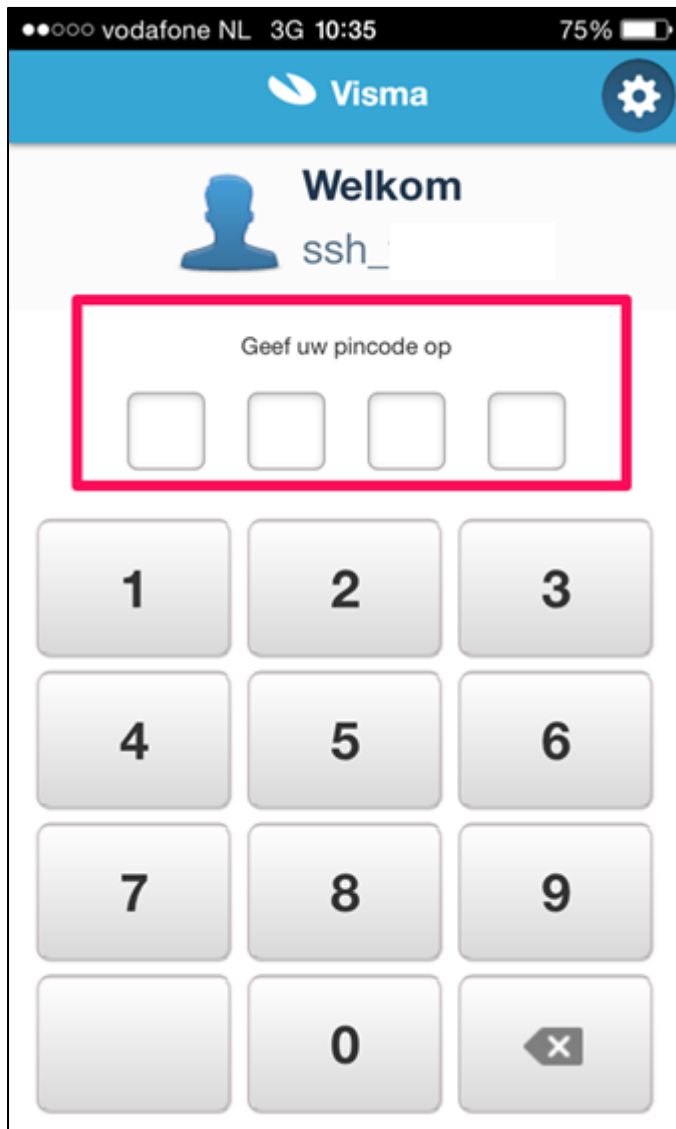 vodafone NL 3G 10:35 75%
Visma
Welkom
ssh_
Geef uw pincode op
1 2 3
4 5 6
7 8 9
0